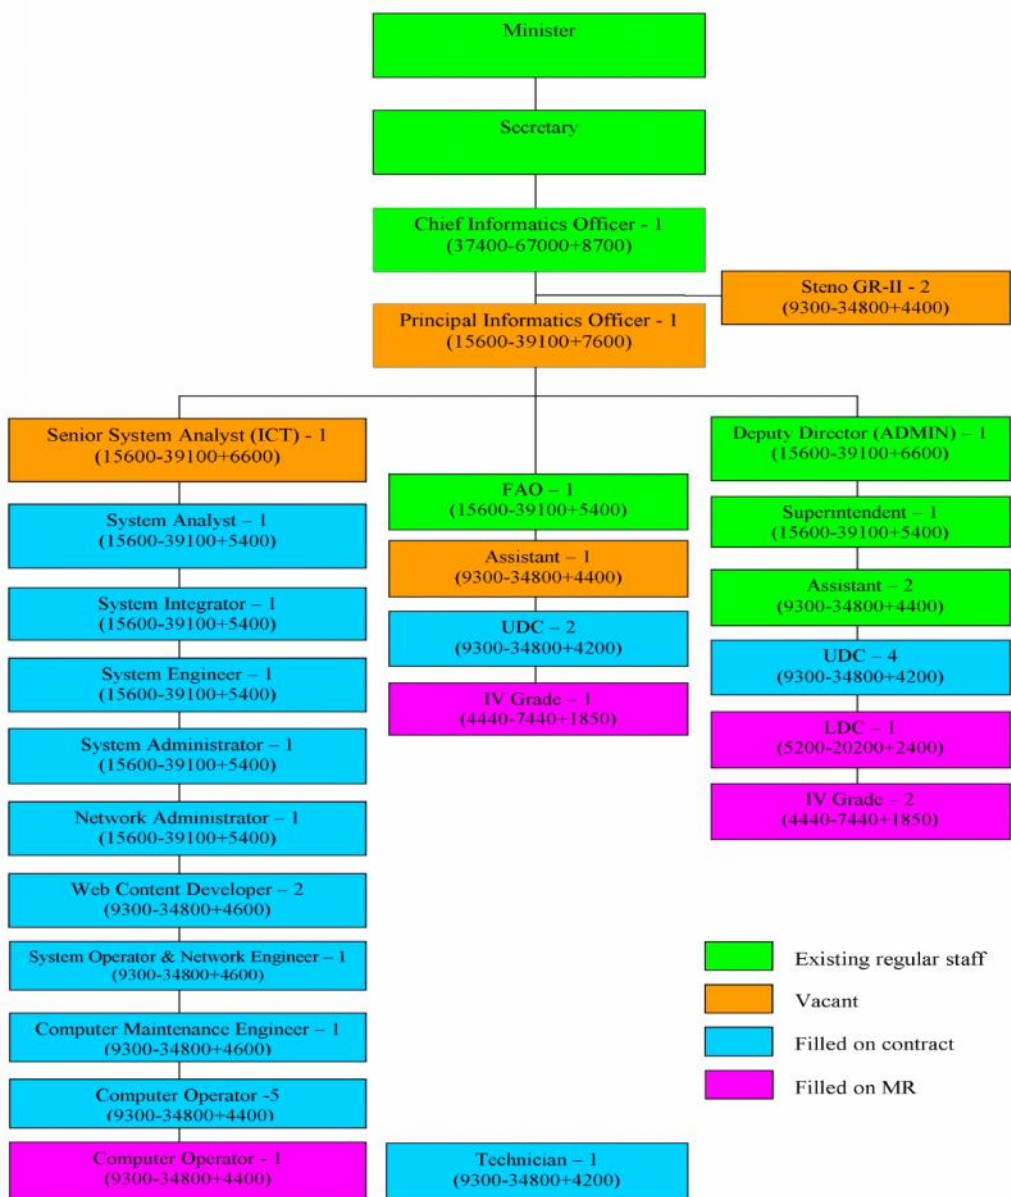 Minister
Secretary
Chief Informatics Officer - 1
(37400-67000+8700)
Steno GR-II - 2
(9300-34800+4400)
Principal Informatics Officer - 1
(15600-39100+7600)
Senior System Analyst (ICT) - 1
(15600-39100+6600)
System Analyst – 1
(15600-39100+5400)
System Integrator – 1
(15600-39100+5400)
System Engineer – 1
(15600-39100+5400)
System Administrator – 1
(15600-39100+5400)
Network Administrator – 1
(15600-39100+5400)
Web Content Developer – 2
(9300-34800+4600)
System Operator & Network Engineer – 1
(9300-34800+4600)
Computer Maintenance Engineer – 1
(9300-34800+4600)
Computer Operator -5
(9300-34800+4400)
Computer Operator - 1
(9300-34800+4400)
FAO – 1
(15600-39100+5400)
Assistant – 1
(9300-34800+4400)
UDC – 2
(9300-34800+4200)
IV Grade – 1
(4440-7440+1850)
Technician – 1
(9300-34800+4200)
Deputy Director (ADMIN) – 1
(15600-39100+6600)
Superintendent – 1
(15600-39100+5400)
Assistant – 2
(9300-34800+4400)
UDC – 4
(9300-34800+4200)
LDC – 1
(5200-20200+2400)
IV Grade – 2
(4440-7440+1850)
Existing regular staff
Vacant
Filled on contract
Filled on MR